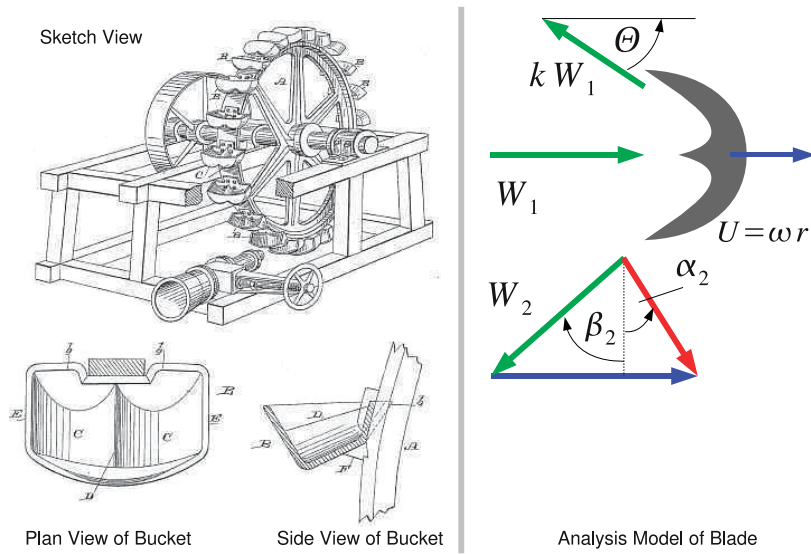 Sketch View
A
B
B
B
B
C
B
b
b
B
E
E
C
C
D
D
b
B
A
F
Plan View of Bucket
Side View of Bucket
Θ
k W₁
W₁
U = ω r
W₂
α₂
β₂
Analysis Model of Blade